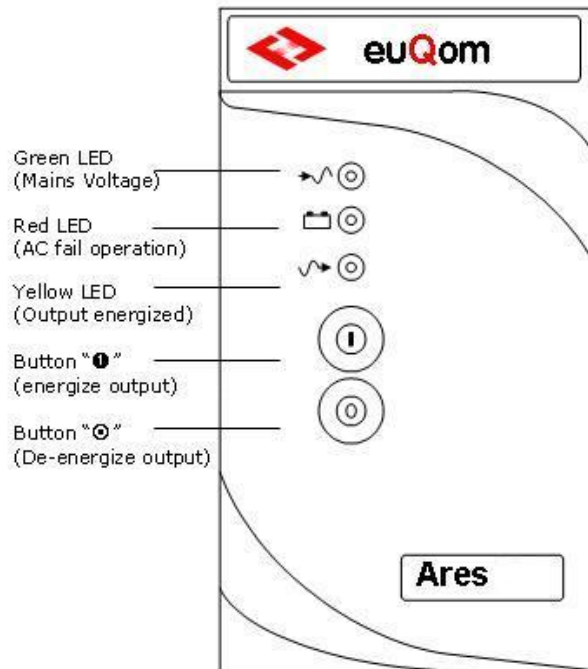 euQom
Green LED
(Mains Voltage)
Red LED
(AC fail operation)
Yellow LED
(Output energized)
Button "❶"
(energize output)
Button "⊙"
(De-energize output)
Ares